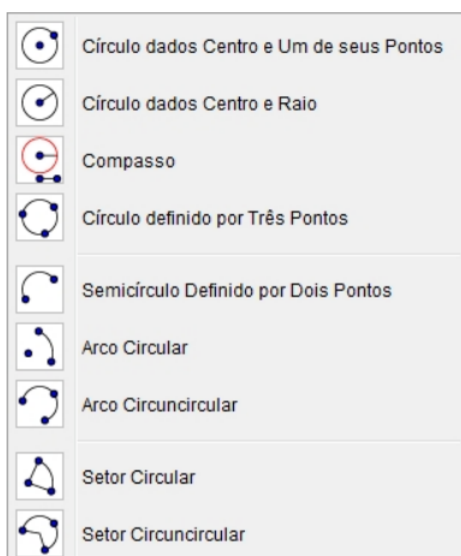 Círculo dados Centro e Um de seus Pontos
Círculo dados Centro e Raio
Compasso
Círculo definido por Três Pontos
Semicírculo Definido por Dois Pontos
Arco Circular
Arco Circuncircular
Setor Circular
Setor Circuncircular